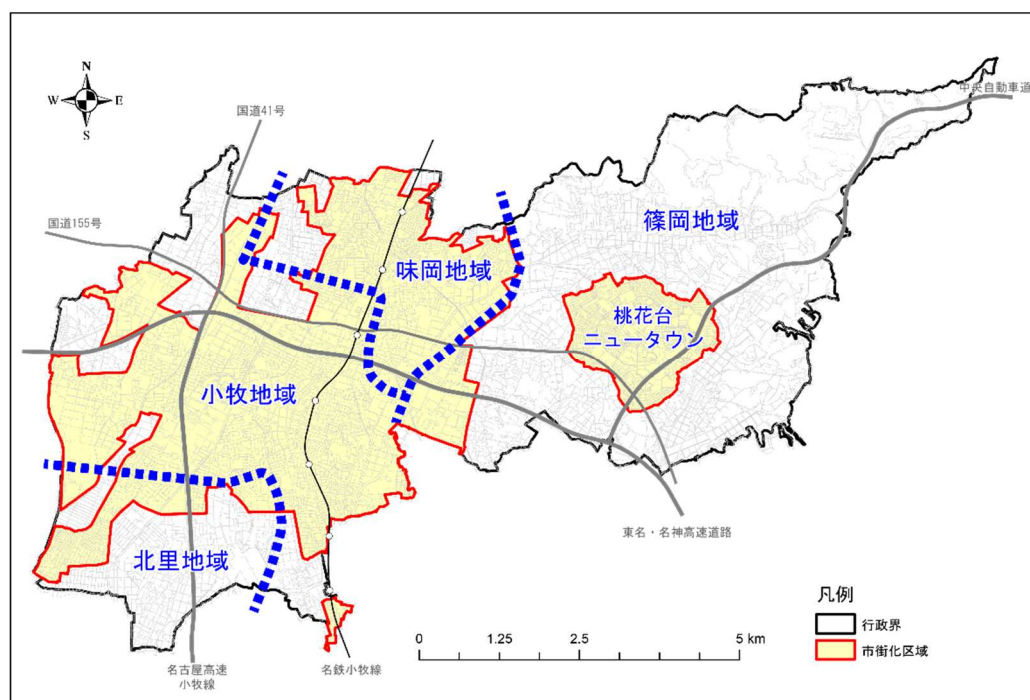 N
W E
S
国道41号
中央自動車道
国道155号
篠岡地域
味岡地域
桃花台
ニュータウン
小牧地域
東名・名神高速道路
北里地域
凡例
行政界
市街化区域
0 1.25 2.5 5 km
名古屋高速
小牧線
名鉄小牧線